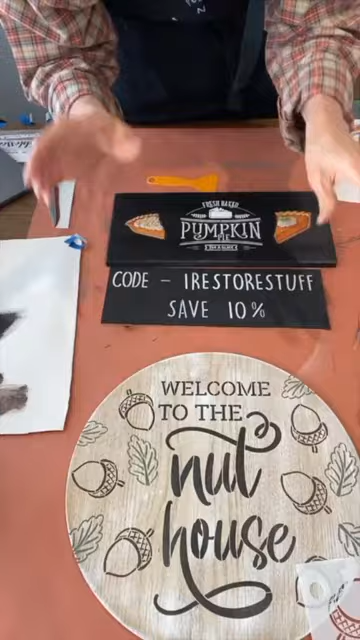 FRESH BAKED
PUMPKIN
PIE
CODE - IRESTORESTUFF
SAVE 10%
WELCOME
TO THE
nut
house